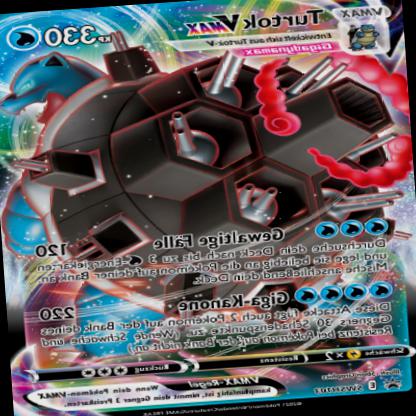 VMAX
Turtok VMAX
KP 330
Entwickelt sich aus Turtok-V
Gigadynamax
Gewaltige Fälle 120
Durchsuche dein Deck nach bis zu 3 Energiekarten
und lege sie beliebig an die Pokémon auf deiner Bank an.
Mische anschließend dein Deck.
Giga-Kanone 220
Diese Attacke fügt auch 2 Pokémon auf der Bank deines
Gegners 30 Schadenspunkte zu. (Wende Schwäche und
Resistenz bei Pokémon auf der Bank nicht an.)
Schwäche ×2 Resistenz Rückzug
VMAX-Regel
Wenn dein Pokémon-VMAX
kampfunfähig ist, nimmt dein Gegner 3 Preiskarten.